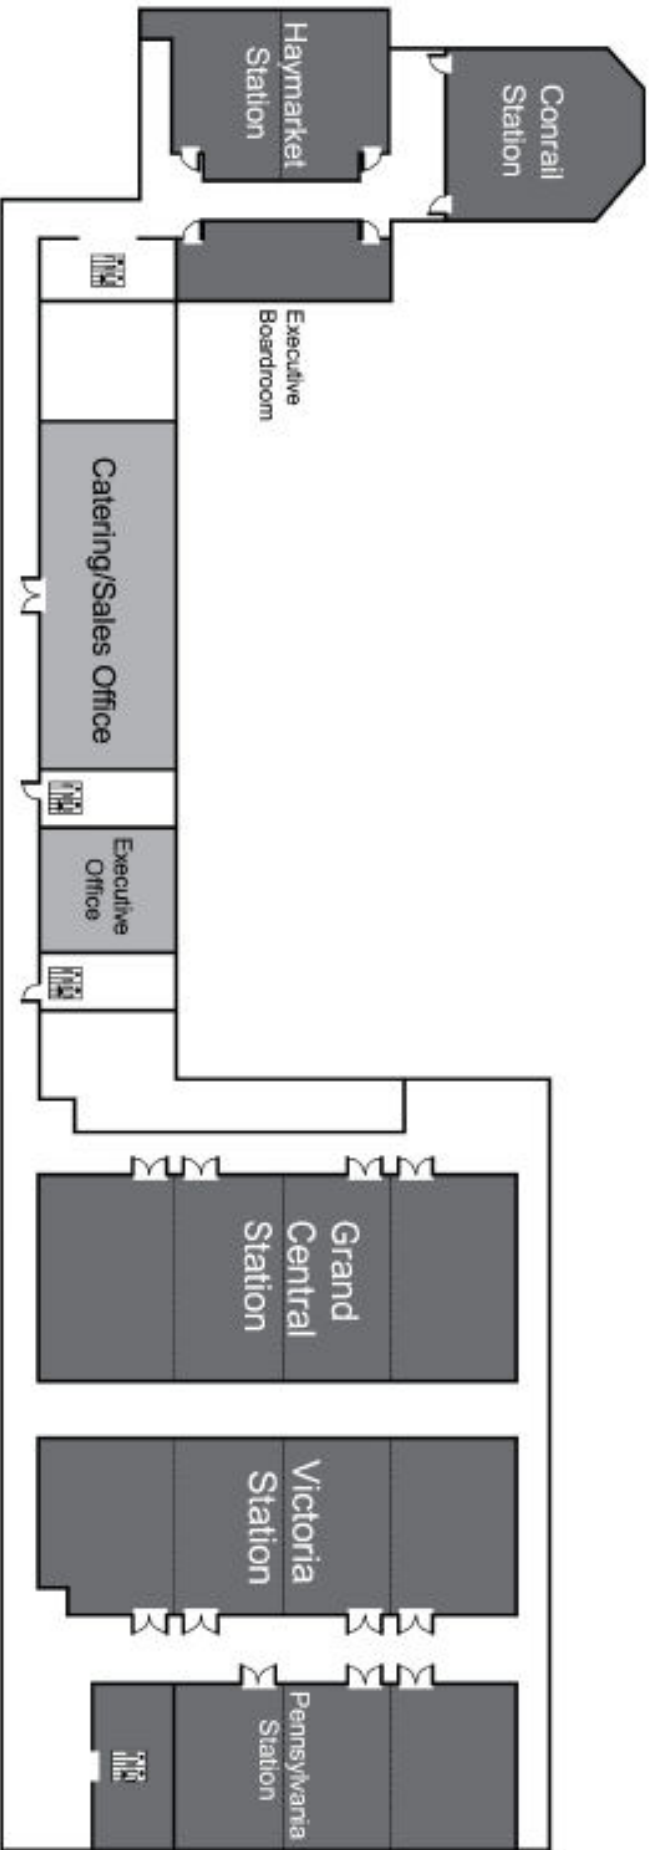 Conrail
Station
Haymarket
Station
Executive
Boardroom
Catering/Sales Office
Executive
Office
Grand
Central
Station
Victoria
Station
Pennsylvania
Station